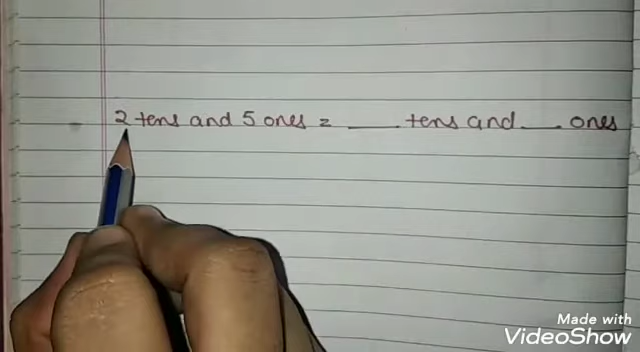 2 tens and 5 ones = ___ tens and ___ ones
Made with
VideoShow